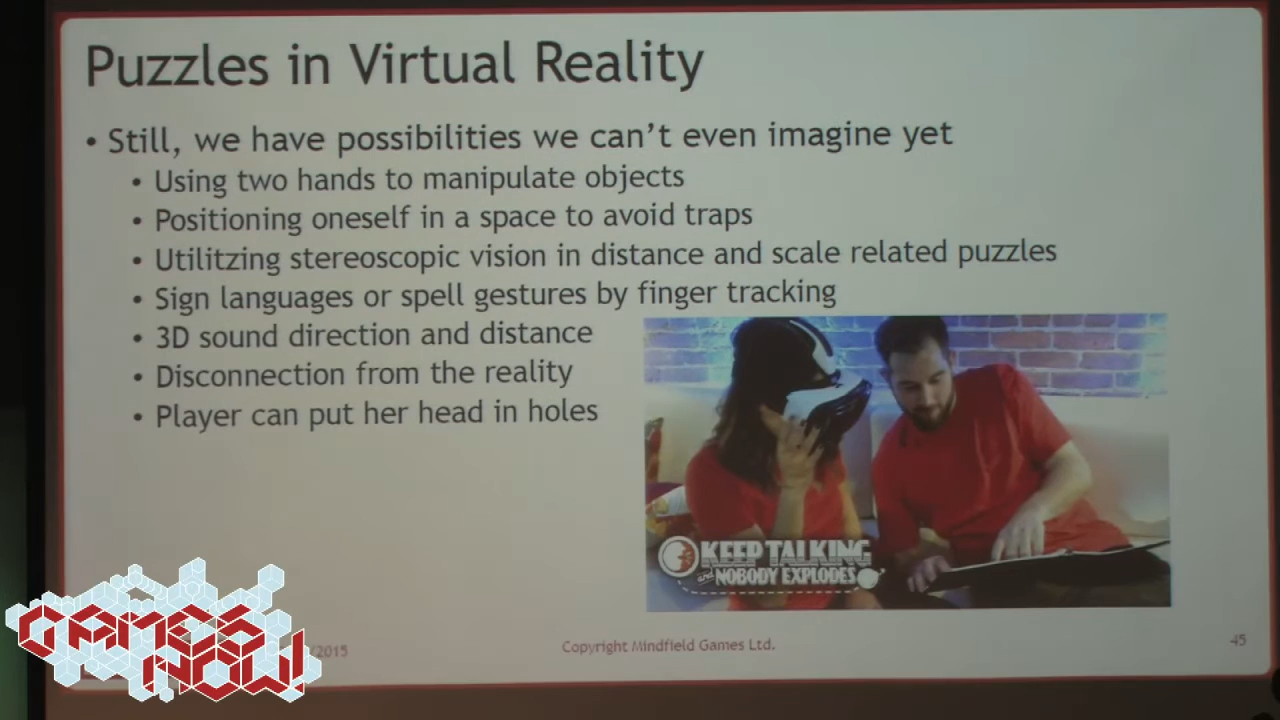 Puzzles in Virtual Reality
• Still, we have possibilities we can't even imagine yet
• Using two hands to manipulate objects
• Positioning oneself in a space to avoid traps
• Utilitzing stereoscopic vision in distance and scale related puzzles
• Sign languages or spell gestures by finger tracking
• 3D sound direction and distance
• Disconnection from the reality
• Player can put her head in holes
KEEP TALKING
and NOBODY EXPLODES
GAMES
NOW!
/2015
Copyright Mindfield Games Ltd.
45